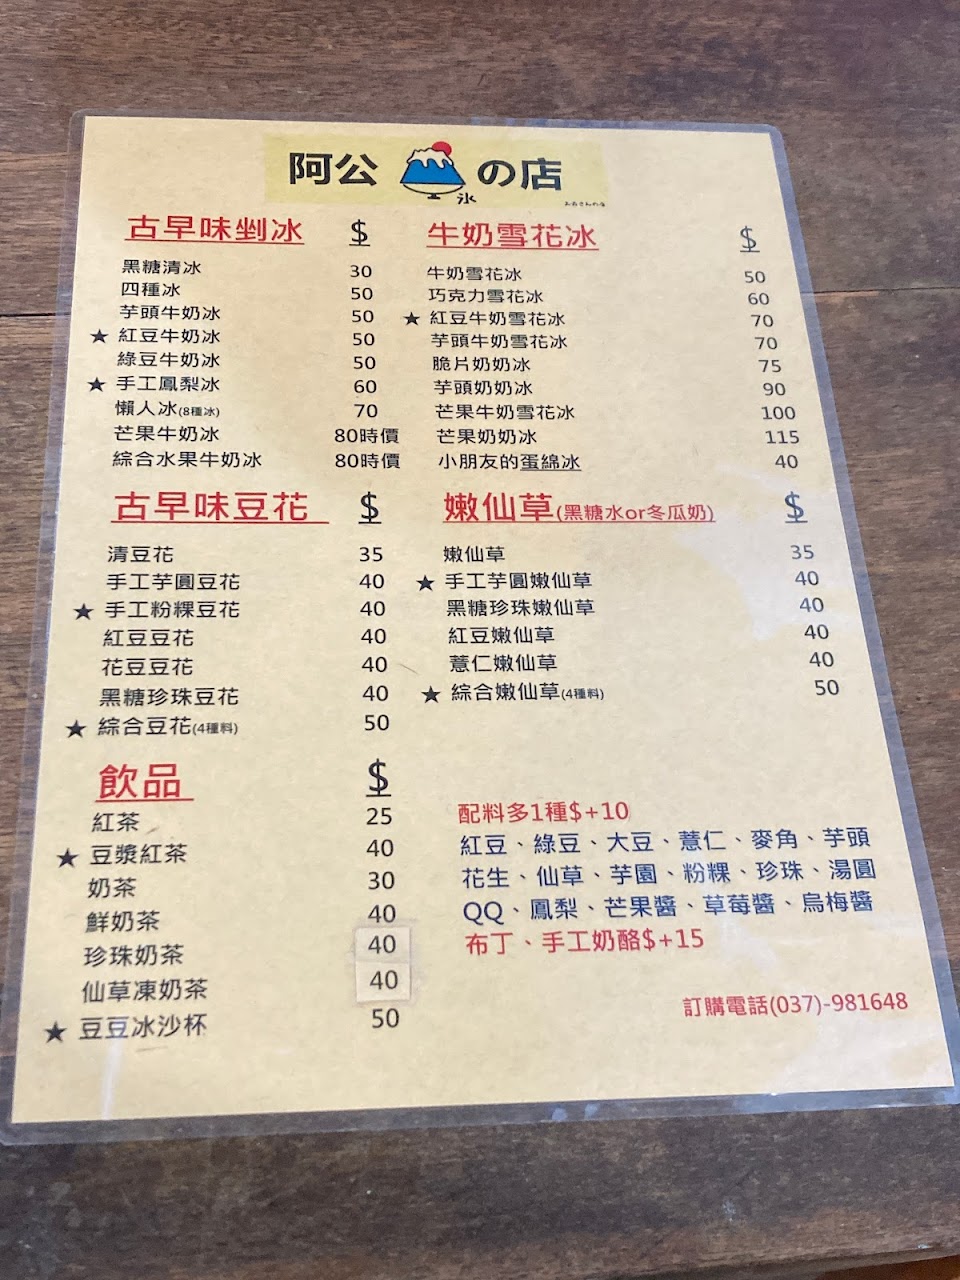 阿公 の店
氷
古早味剉冰 $
黑糖清冰 30
四種冰 50
芋頭牛奶冰 50
★ 紅豆牛奶冰 50
綠豆牛奶冰 50
★ 手工鳳梨冰 60
懶人冰(8種冰) 70
芒果牛奶冰 80時價
綜合水果牛奶冰 80時價
牛奶雪花冰 $
牛奶雪花冰 50
巧克力雪花冰 60
★ 紅豆牛奶雪花冰 70
芋頭牛奶雪花冰 70
脆片奶奶冰 75
芋頭奶奶冰 90
芒果牛奶雪花冰 100
芒果奶奶冰 115
小朋友的蛋綿冰 40
古早味豆花 $
清豆花 35
手工芋圓豆花 40
★ 手工粉粿豆花 40
紅豆豆花 40
花豆豆花 40
黑糖珍珠豆花 40
★ 綜合豆花(4種料) 50
嫩仙草(黑糖水or冬瓜奶) $
嫩仙草 35
★ 手工芋圓嫩仙草 40
黑糖珍珠嫩仙草 40
紅豆嫩仙草 40
薏仁嫩仙草 40
★ 綜合嫩仙草(4種料) 50
飲品 $
紅茶 25
★ 豆漿紅茶 40
奶茶 30
鮮奶茶 40
珍珠奶茶 40
仙草凍奶茶 40
★ 豆豆冰沙杯 50
配料多1種$+10
紅豆、綠豆、大豆、薏仁、麥角、芋頭
花生、仙草、芋園、粉粿、珍珠、湯圓
QQ、鳳梨、芒果醬、草莓醬、烏梅醬
布丁、手工奶酪$+15
訂購電話(037)-981648